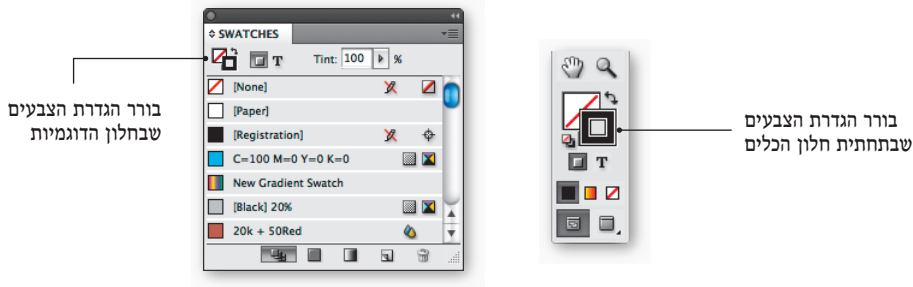 SWATCHES
T Tint: 100 %
[None]
[Paper]
[Registration]
C=100 M=0 Y=0 K=0
New Gradient Swatch
[Black] 20%
20k + 50Red
בורר הגדרת הצבעים
שבחלון הדוגמיות
T
בורר הגדרת הצבעים
שבתחתית חלון הכלים